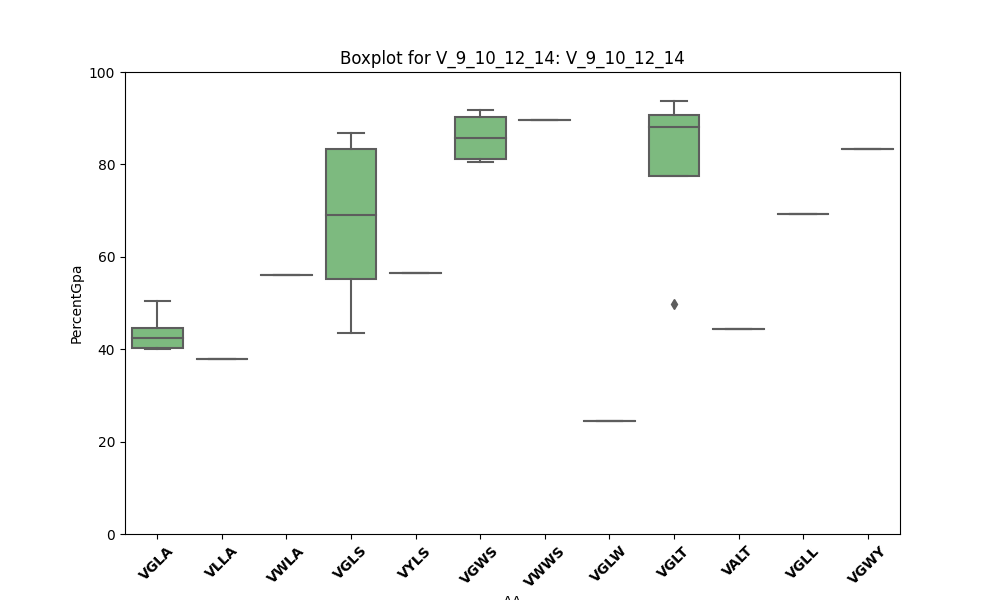 Boxplot for V_9_10_12_14: V_9_10_12_14
100
80
60
40
20
0
PercentGpa
VGLA
VLLA
VWLA
VGLS
VYLS
VGWS
VWWS
VGLW
VGLT
VALT
VGLL
VGWY